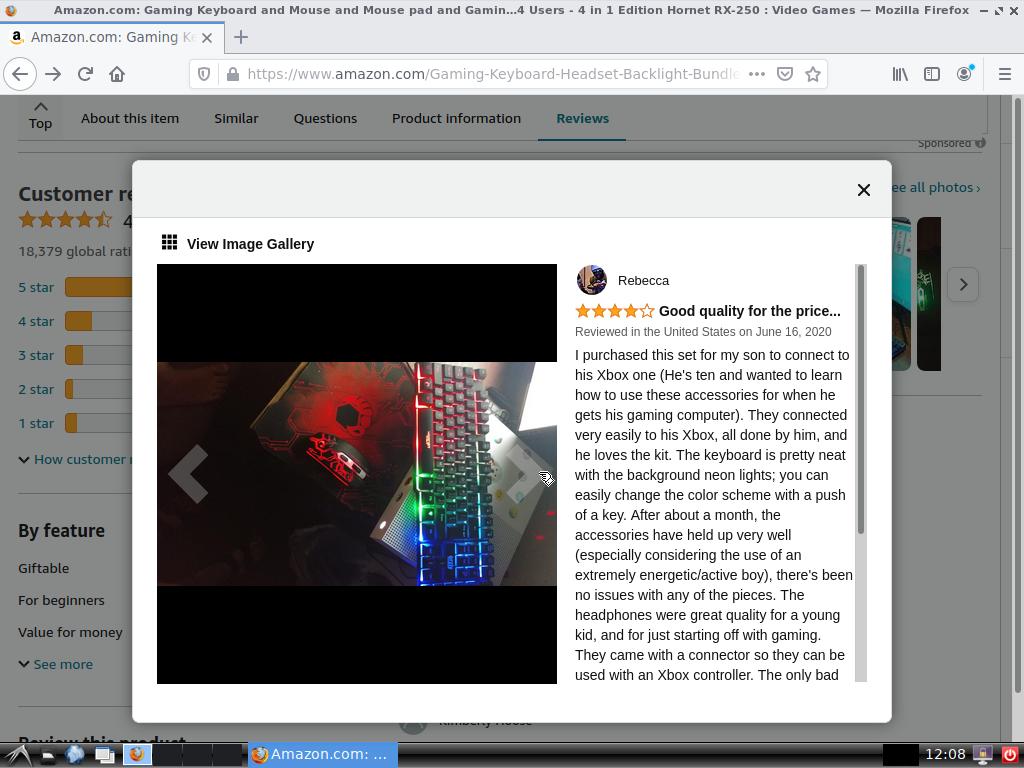 Amazon.com: Gaming Keyboard and Mouse and Mouse pad and Gamin...4 Users - 4 in 1 Edition Hornet RX-250 : Video Games — Mozilla Firefox
Amazon.com: Gaming Ke
https://www.amazon.com/Gaming-Keyboard-Headset-Backlight-Bundle
Top
About this item
Similar
Questions
Product information
Reviews
Sponsored
Customer re
4
See all photos ›
18,379 global rati
5 star
4 star
3 star
2 star
1 star
How customer r
By feature
Giftable
For beginners
Value for money
See more
Review this product
View Image Gallery
Rebecca
Good quality for the price...
Reviewed in the United States on June 16, 2020
I purchased this set for my son to connect to
his Xbox one (He's ten and wanted to learn
how to use these accessories for when he
gets his gaming computer). They connected
very easily to his Xbox, all done by him, and
he loves the kit. The keyboard is pretty neat
with the background neon lights; you can
easily change the color scheme with a push
of a key. After about a month, the
accessories have held up very well
(especially considering the use of an
extremely energetic/active boy), there's been
no issues with any of the pieces. The
headphones were great quality for a young
kid, and for just starting off with gaming.
They came with a connector so they can be
used with an Xbox controller. The only bad
Kimberly House
Amazon.com: ...
12:08